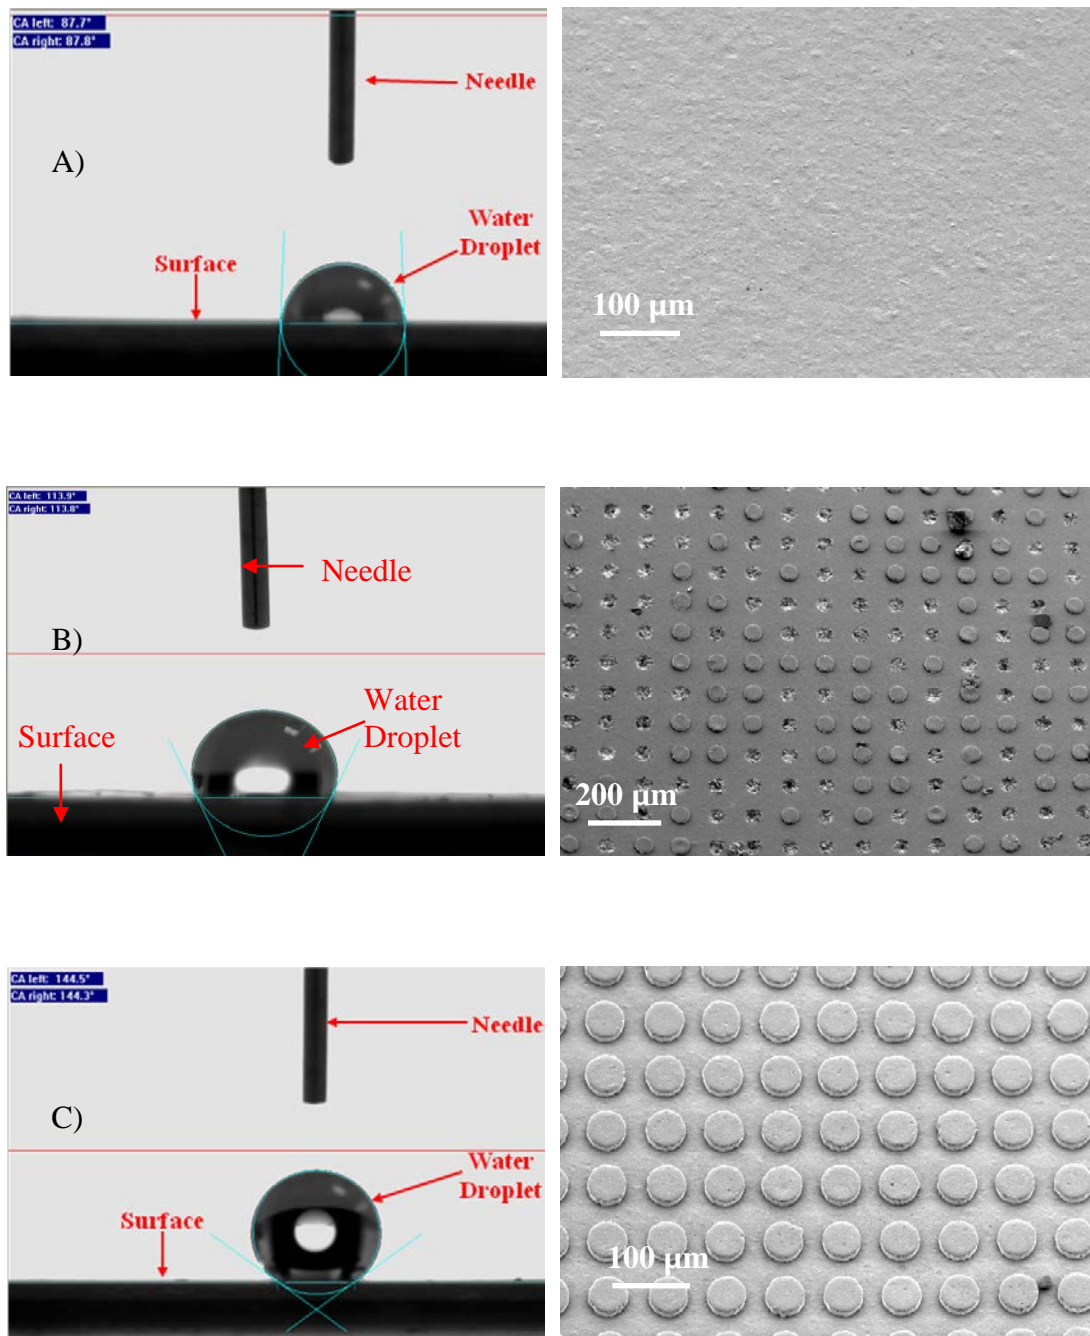 CA left: 87.7°
CA right: 87.8°
Needle
A)
Water
Droplet
Surface
100 µm
CA left: 113.9°
CA right: 113.8°
Needle
B)
Water
Droplet
Surface
200 µm
CA left: 144.5°
CA right: 144.3°
Needle
C)
Water
Droplet
Surface
100 µm